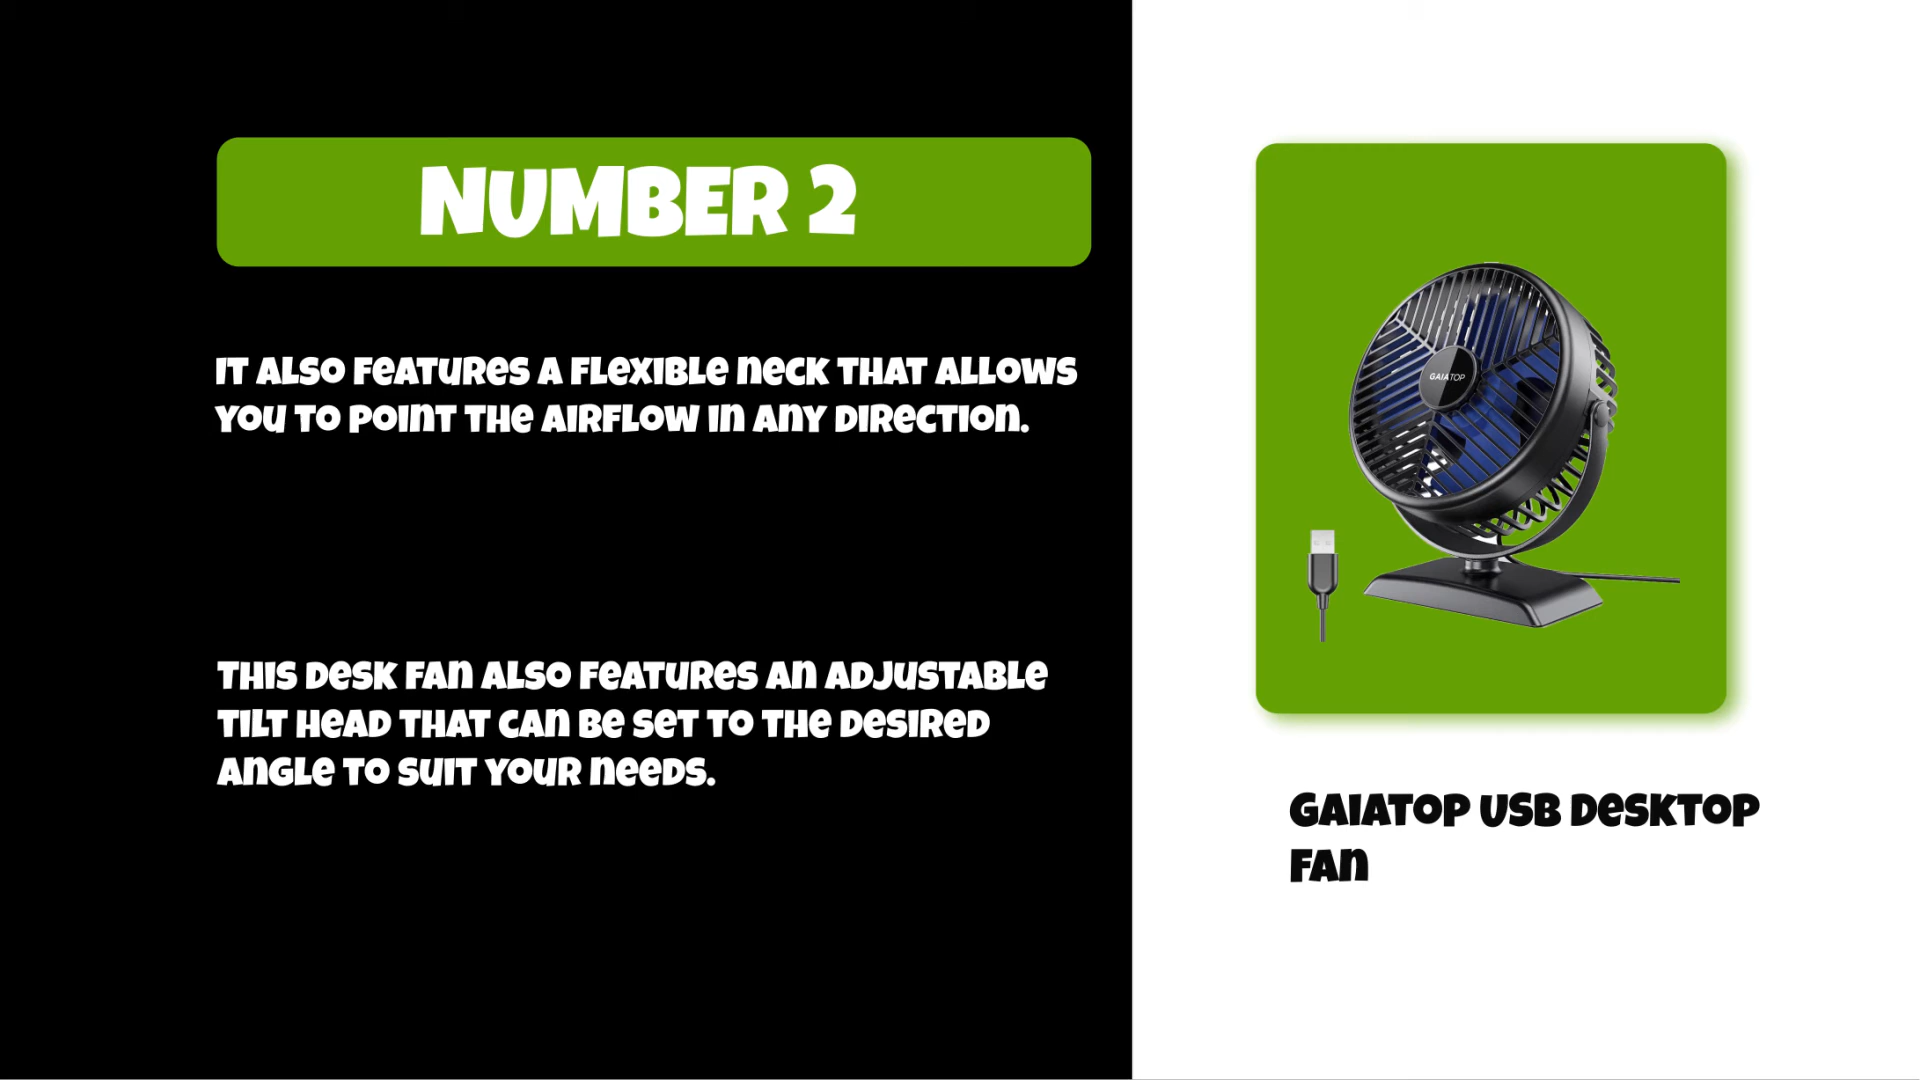 NUMBER 2
IT ALSO FEATURES A FLEXIBLE NECK THAT ALLOWS
YOU TO POINT THE AIRFLOW IN ANY DIRECTION.
THIS DESK FAN ALSO FEATURES AN ADJUSTABLE
TILT HEAD THAT CAN BE SET TO THE DESIRED
ANGLE TO SUIT YOUR NEEDS.
GAIATOP
GAIATOP USB DESKTOP
FAN